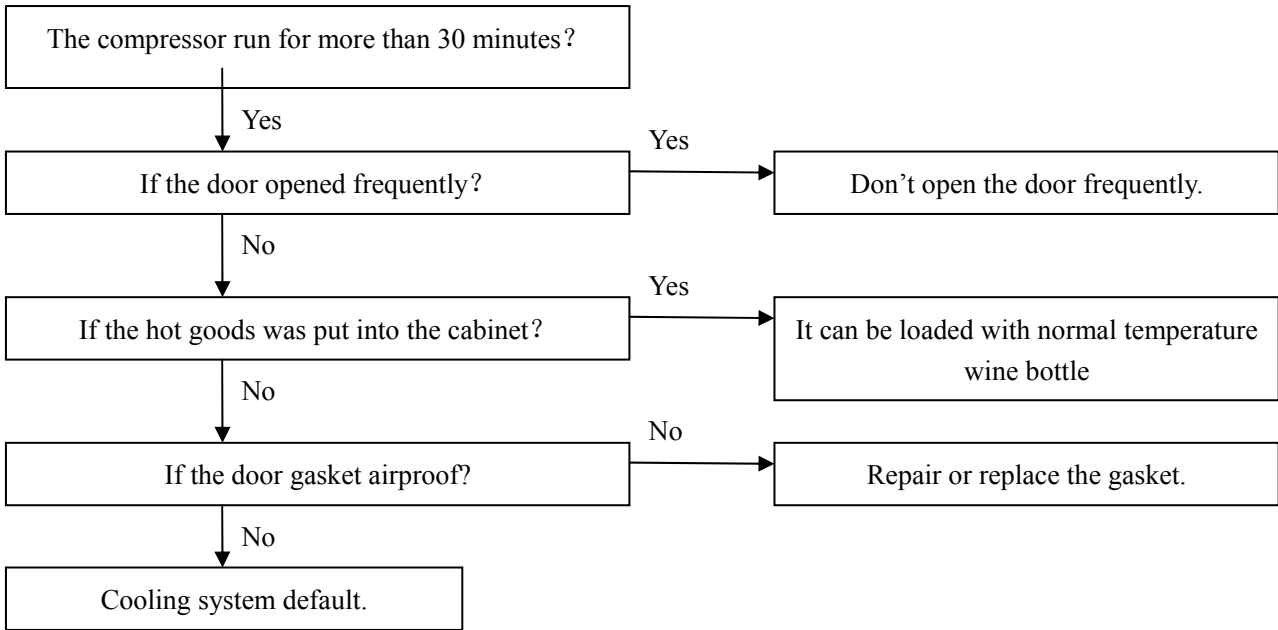 The compressor run for more than 30 minutes？
Yes
Yes
If the door opened frequently？
Don’t open the door frequently.
No
Yes
If the hot goods was put into the cabinet？
It can be loaded with normal temperature
wine bottle
No
No
If the door gasket airproof?
Repair or replace the gasket.
No
Cooling system default.